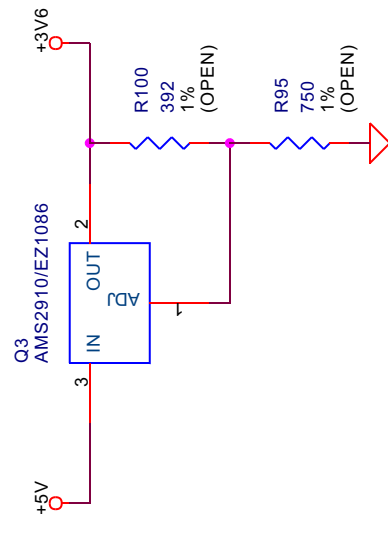 Q3
AMS2910/EZ1086
+5V
3
IN
OUT
2
ADJ
1
+3V6
R100
392
1%
(OPEN)
R95
750
1%
(OPEN)